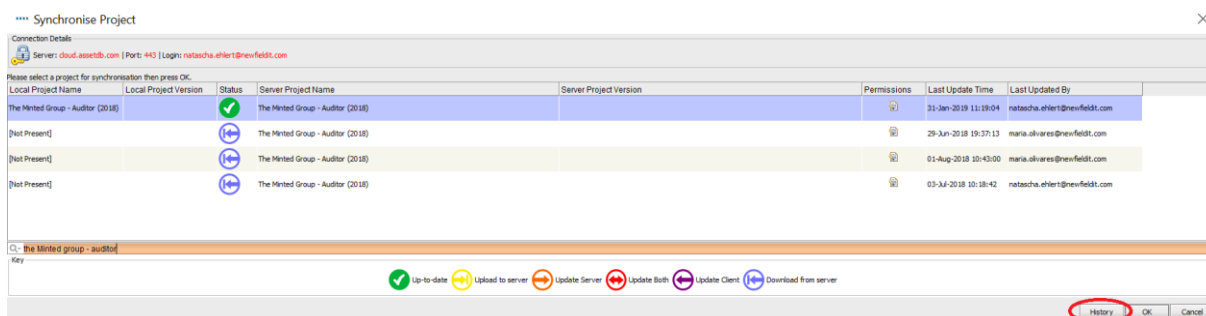 Synchronise Project
Connection Details
Server: cloud.assetdb.com | Port: 443 | Login: natascha.ehlert@newfieldit.com
Please select a project for synchronisation then press OK.
Local Project Name Local Project Version Status Server Project Name Server Project Version Permissions Last Update Time Last Updated By
The Minted Group - Auditor (2018) The Minted Group - Auditor (2018) 31-Jan-2019 11:19:04 natascha.ehlert@newfieldit.com
[Not Present] The Minted Group - Auditor (2018) 29-Jun-2018 19:37:13 maria.olivares@newfieldit.com
[Not Present] The Minted Group - Auditor (2018) 01-Aug-2018 10:43:00 maria.olivares@newfieldit.com
[Not Present] The Minted Group - Auditor (2018) 03-Jul-2018 10:18:42 natascha.ehlert@newfieldit.com
the Minted group - auditor
Key
Up-to-date Upload to server Update Server Update Both Update Client Download from server
History OK Cancel